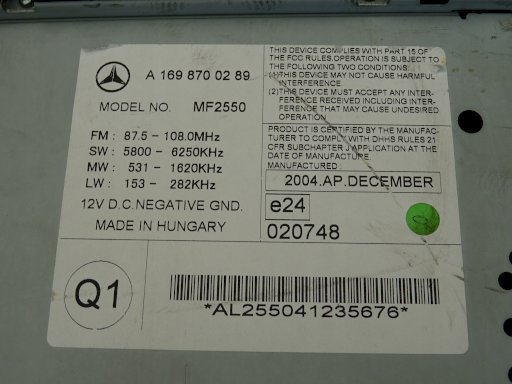 A 169 870 02 89
MODEL NO. MF2550
FM : 87.5 - 108.0MHz
SW : 5800 - 6250KHz
MW : 531 - 1620KHz
LW : 153 - 282KHz
12V D.C.NEGATIVE GND.
MADE IN HUNGARY
THIS DEVICE COMPLIES WITH PART 15 OF
THE FCC RULES.OPERATION IS SUBJECT TO
THE FOLLOWING TWO CONDITIONS:
(1)THIS DEVICE MAY NOT CAUSE HARMFUL
INTERFERENCE
(2)THIS DEVICE MUST ACCEPT ANY INTER-
FERENCE RECEIVED INCLUDING INTER-
FERENCE THAT MAY CAUSE UNDESIRED
OPERATION
PRODUCT IS CERTIFIED BY THE MANUFAC-
TURER TO COMPLY WITH DHHS RULES 21
CFR SUBCHAPTER J APPLICATION AT THE
DATE OF MANUFACTURE.
MANUFACTURED :
2004.AP.DECEMBER
e24
020748
Q1
*AL255041235676*